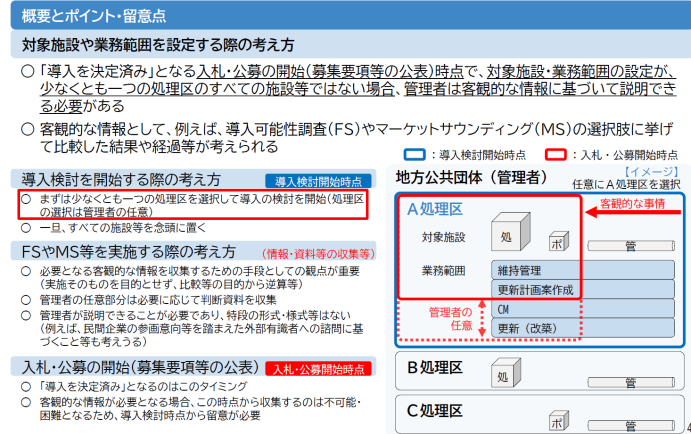 概要とポイント・留意点
対象施設や業務範囲を設定する際の考え方
○ 「導入を決定済み」となる入札・公募の開始(募集要項等の公表)時点で、対象施設・業務範囲の設定が、
少なくとも一つの処理区のすべての施設等ではない場合、管理者は客観的な情報に基づいて説明でき
る必要がある
○ 客観的な情報として、例えば、導入可能性調査(FS)やマーケットサウンディング(MS)の選択肢に挙げ
て比較した結果や経過等が考えられる
:導入検討開始時点
:入札・公募開始時点
導入検討を開始する際の考え方
導入検討開始時点
○ まずは少なくとも一つの処理区を選択して導入の検討を開始(処理区
の選択は管理者の任意)
○ 一旦、すべての施設等を念頭に置く
FSやMS等を実施する際の考え方
(情報・資料等の収集等)
○ 必要となる客観的な情報を収集するための手段としての観点が重要
(実施そのものを目的とせず、比較等の目的から逆算等)
○ 管理者の任意部分は必要に応じて判断資料を収集
○ 管理者が説明できることが必要であり、特段の形式・様式等はない
(例えば、民間企業の参画意向等を踏まえた外部有識者への諮問に基
づくこと等も考えうる)
入札・公募の開始(募集要項等の公表)
入札・公募開始時点
○ 「導入を決定済み」となるのはこのタイミング
○ 客観的な情報が必要となる場合、この時点から収集するのは不可能・
困難となるため、導入検討時点から留意が必要
地方公共団体(管理者)
【イメージ】
任意にA処理区を選択
A処理区
客観的な事情
対象施設
処
ポ
管
業務範囲
維持管理
更新計画案作成
CM
更新(改築)
管理者の
任意
B処理区
処
管
C処理区
ポ
管
4